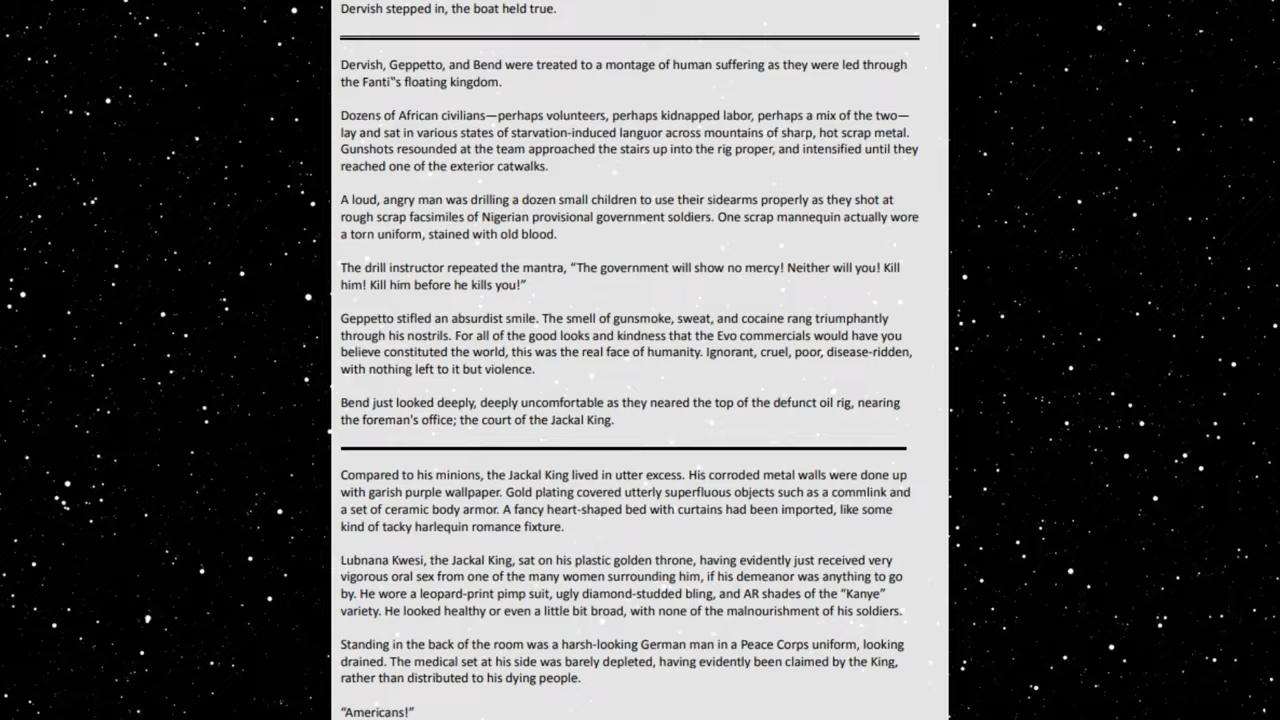 Dervish stepped in, the boat held true.
Dervish, Geppetto, and Bend were treated to a montage of human suffering as they were led through
the Fanti‟s floating kingdom.
Dozens of African civilians—perhaps volunteers, perhaps kidnapped labor, perhaps a mix of the two—
lay and sat in various states of starvation-induced languor across mountains of sharp, hot scrap metal.
Gunshots resounded at the team approached the stairs up into the rig proper, and intensified until they
reached one of the exterior catwalks.
A loud, angry man was drilling a dozen small children to use their sidearms properly as they shot at
rough scrap facsimiles of Nigerian provisional government soldiers. One scrap mannequin actually wore
a torn uniform, stained with old blood.
The drill instructor repeated the mantra, “The government will show no mercy! Neither will you! Kill
him! Kill him before he kills you!”
Geppetto stifled an absurdist smile. The smell of gunsmoke, sweat, and cocaine rang triumphantly
through his nostrils. For all of the good looks and kindness that the Evo commercials would have you
believe constituted the world, this was the real face of humanity. Ignorant, cruel, poor, disease-ridden,
with nothing left to it but violence.
Bend just looked deeply, deeply uncomfortable as they neared the top of the defunct oil rig, nearing
the foreman's office; the court of the Jackal King.
Compared to his minions, the Jackal King lived in utter excess. His corroded metal walls were done up
with garish purple wallpaper. Gold plating covered utterly superfluous objects such as a commlink and
a set of ceramic body armor. A fancy heart-shaped bed with curtains had been imported, like some
kind of tacky harlequin romance fixture.
Lubnana Kwesi, the Jackal King, sat on his plastic golden throne, having evidently just received very
vigorous oral sex from one of the many women surrounding him, if his demeanor was anything to go
by. He wore a leopard-print pimp suit, ugly diamond-studded bling, and AR shades of the “Kanye”
variety. He looked healthy or even a little bit broad, with none of the malnourishment of his soldiers.
Standing in the back of the room was a harsh-looking German man in a Peace Corps uniform, looking
drained. The medical set at his side was barely depleted, having evidently been claimed by the King,
rather than distributed to his dying people.
“Americans!”